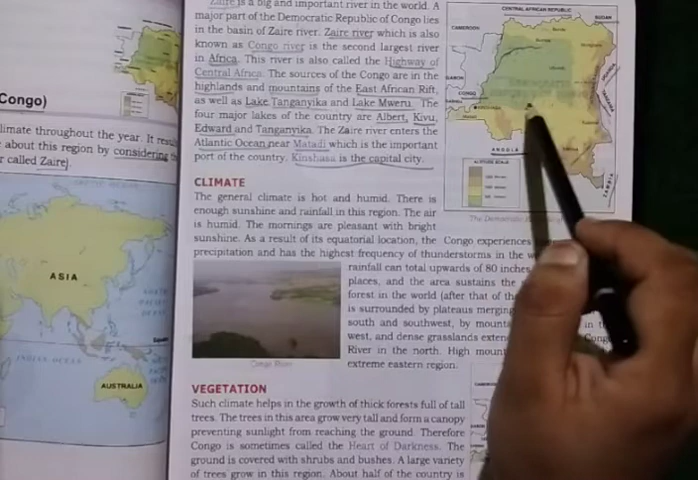 Congo)
limate throughout the year. It
about this region by considering
r called Zaire).
ASIA
INDIAN OCEAN
AUSTRALIA
Zaire is a big and important river in the world. A
major part of the Democratic Republic of Congo lies
in the basin of Zaire river. Zaire river which is also
known as Congo river is the second largest river
in Africa. This river is also called the Highway of
Central Africa. The sources of the Congo are in the
highlands and mountains of the East African Rift,
as well as Lake Tanganyika and Lake Mweru. The
four major lakes of the country are Albert, Kivu,
Edward and Tanganyika. The Zaire river enters the
Atlantic Ocean near Matadi which is the important
port of the country. Kinshasa is the capital city.
CENTRAL AFRICAN REPUBLIC
SUDAN
CAMEROON
GABON
CONGO
ANGOLA
ZAMBIA
ALTITUDE SCALE
The Democratic
CLIMATE
The general climate is hot and humid. There is
enough sunshine and rainfall in this region. The air
is humid. The mornings are pleasant with bright
sunshine. As a result of its equatorial location, the Congo experiences
precipitation and has the highest frequency of thunderstorms in the
rainfall can total upwards of 80 inches
places, and the area sustains the
forest in the world (after that of the
is surrounded by plateaus merging
south and southwest, by
west, and dense grasslands
River in the north. High
extreme eastern region.
Congo River
VEGETATION
Such climate helps in the growth of thick forests full of tall
trees. The trees in this area grow very tall and form a canopy
preventing sunlight from reaching the ground. Therefore
Congo is sometimes called the Heart of Darkness. The
ground is covered with shrubs and bushes. A large variety
of trees grow in this region. About half of the country is